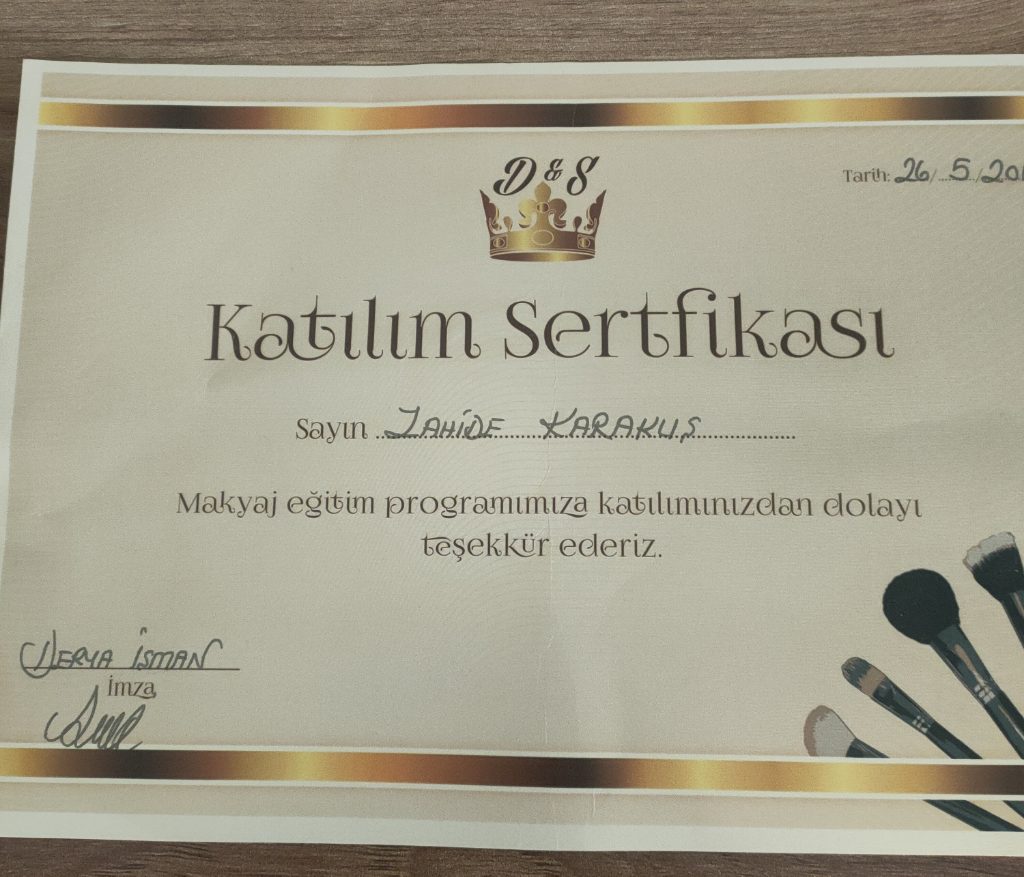 D & S
Tarih: 26/5/201
Katılım Sertfikası
Sayın ZAHİDE KARAKUŞ
Makyaj eğitim programımıza katılımınızdan dolayı
teşekkür ederiz.
DERYA İSMAN
İmza